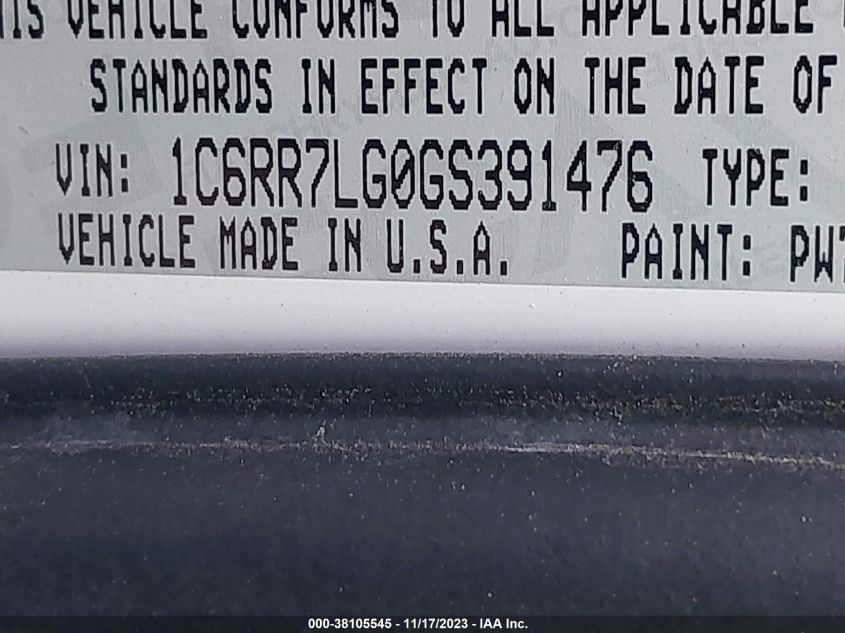 THIS VEHICLE CONFORMS TO ALL APPLICABLE
STANDARDS IN EFFECT ON THE DATE OF
VIN: 1C6RR7LG0GS391476 TYPE:
VEHICLE MADE IN U.S.A. PAINT: PW7
000-38105545 - 11/17/2023 - IAA Inc.